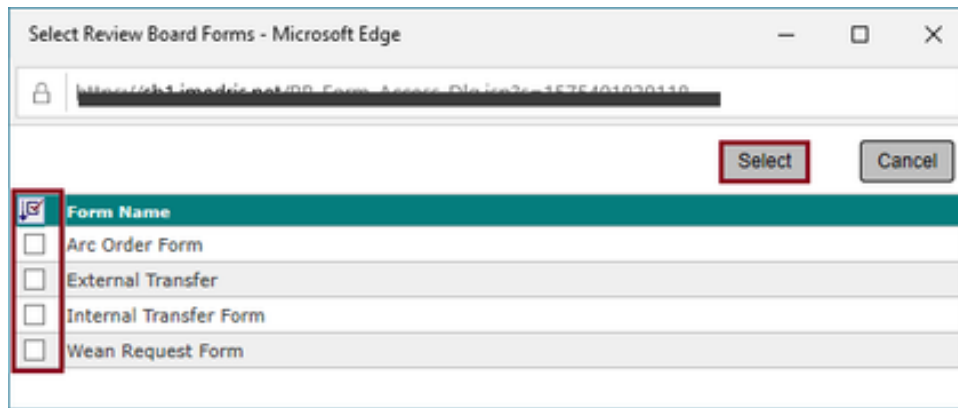 Select Review Board Forms - Microsoft Edge
Select
Cancel
Form Name
Arc Order Form
External Transfer
Internal Transfer Form
Wean Request Form